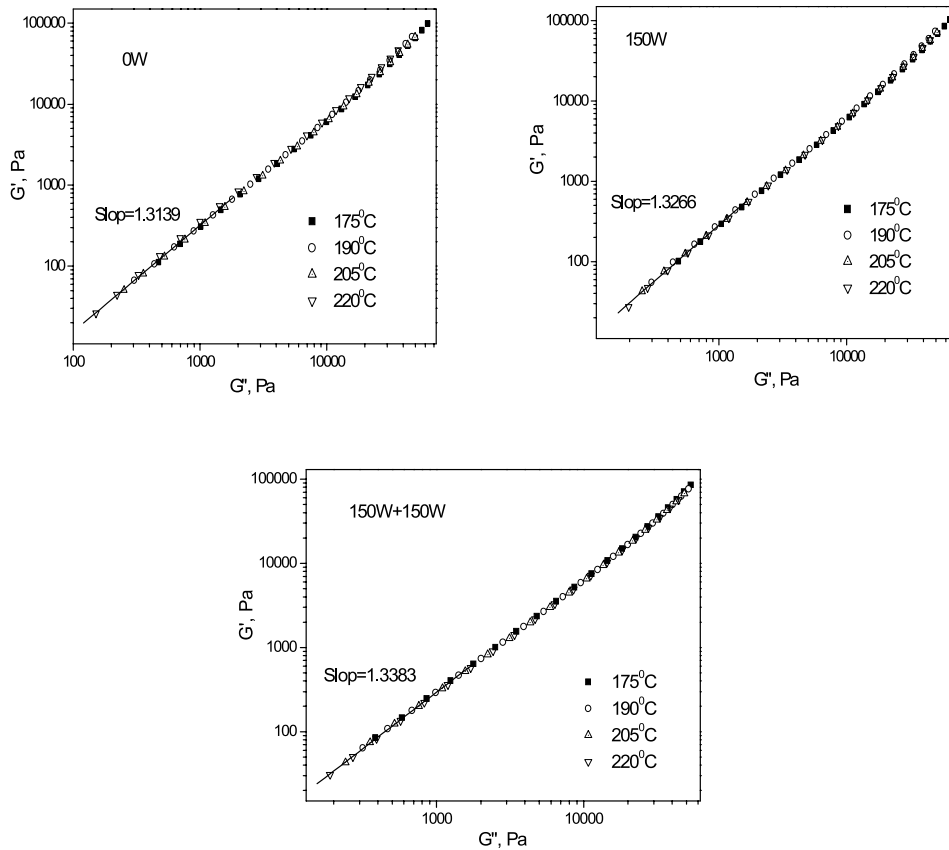 0W
100000
10000
1000
100
G', Pa
Slop=1.3139
175⁰C
190⁰C
205⁰C
220⁰C
100
1000
10000
G", Pa
150W
100000
10000
1000
100
G', Pa
Slop=1.3266
175⁰C
190⁰C
205⁰C
220⁰C
1000
10000
G", Pa
150W+150W
100000
10000
1000
100
G', Pa
Slop=1.3383
175⁰C
190⁰C
205⁰C
220⁰C
1000
10000
G", Pa